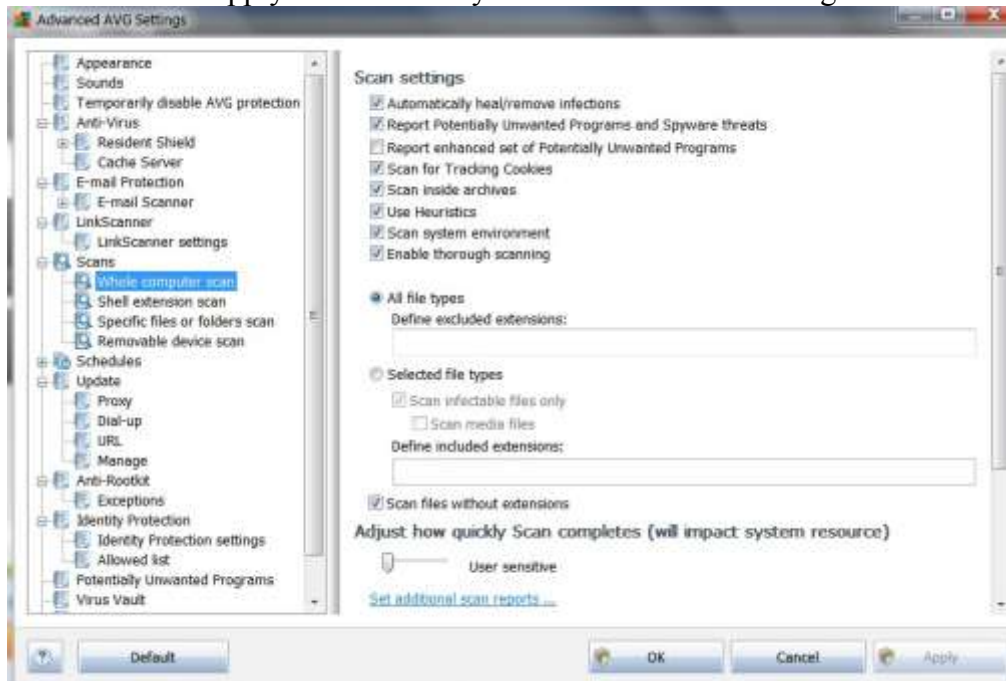 apply
Advanced AVG Settings
Appearance
Sounds
Temporarily disable AVG protection
Anti-Virus
Resident Shield
Cache Server
E-mail Protection
E-mail Scanner
LinkScanner
LinkScanner settings
Scans
Whole computer scan
Shell extension scan
Specific files or folders scan
Removable device scan
Schedules
Update
Proxy
Dial-up
URL
Manage
Anti-Rootkit
Exceptions
Identity Protection
Identity Protection settings
Allowed list
Potentially Unwanted Programs
Virus Vault
Scan settings
Automatically heal/remove infections
Report Potentially Unwanted Programs and Spyware threats
Report enhanced set of Potentially Unwanted Programs
Scan for Tracking Cookies
Scan inside archives
Use Heuristics
Scan system environment
Enable thorough scanning
All file types
Define excluded extensions:
Selected file types
Scan infectable files only
Scan media files
Define included extensions:
Scan files without extensions
Adjust how quickly Scan completes (will impact system resource)
User sensitive
Set additional scan reports ...
Default
OK
Cancel
Apply